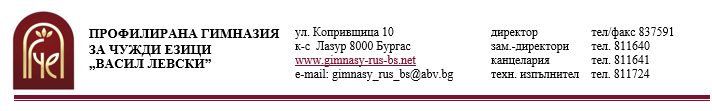 ПРОФИЛИРАНА ГИМНАЗИЯ
ЗА ЧУЖДИ ЕЗИЦИ
„ВАСИЛ ЛЕВСКИ”
ул. Копривщица 10
к-с Лазур 8000 Бургас
www.gimnasy-rus-bs.net
e-mail: gimnasy_rus_bs@abv.bg
директор тел/факс 837591
зам.-директори тел. 811640
канцелария тел. 811641
техн. изпълнител тел. 811724